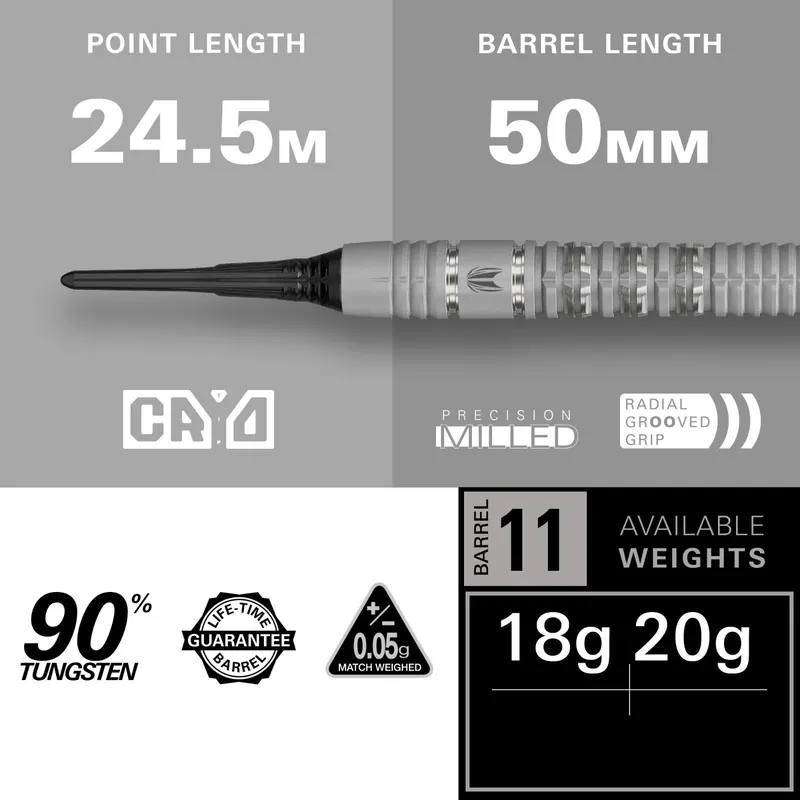 POINT LENGTH
24.5M
BARREL LENGTH
50MM
CRYO
PRECISION
MILLED
RADIAL
GROOVED
GRIP
90%
TUNGSTEN
LIFE-TIME
GUARANTEE
BARREL
+/-
0.05g
MATCH WEIGHED
BARREL
11
AVAILABLE
WEIGHTS
18g 20g